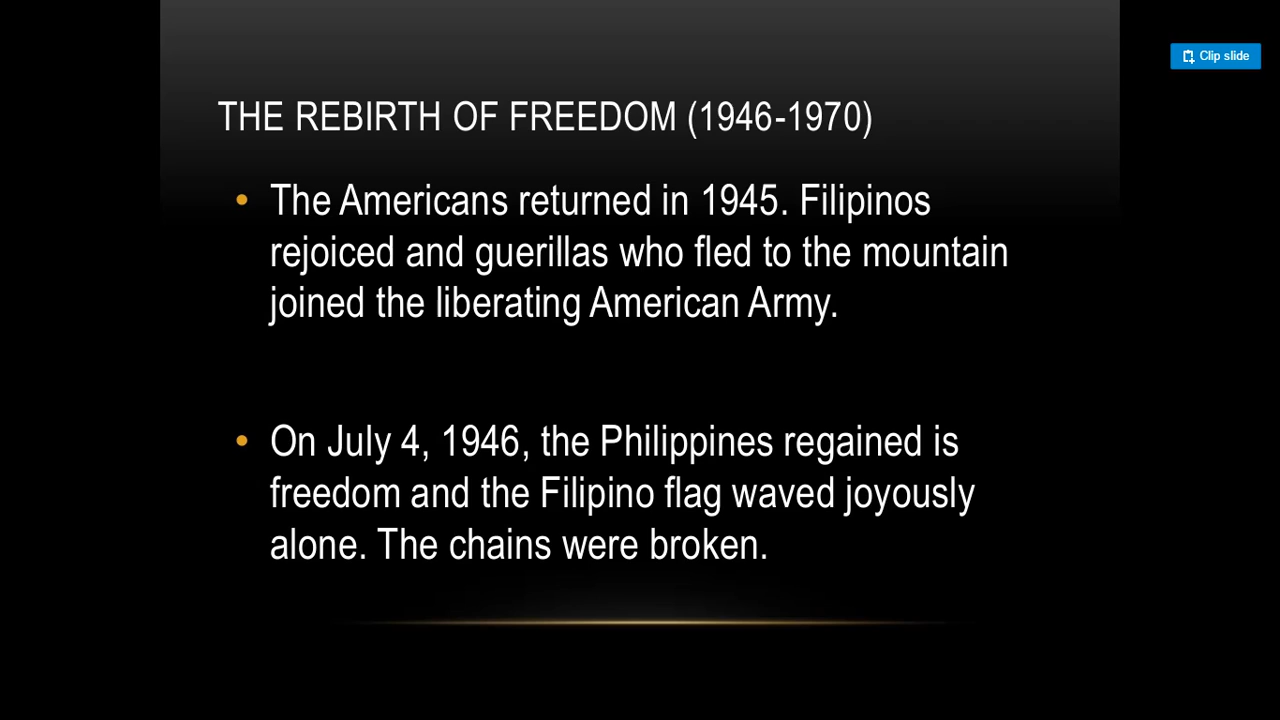 Clip slide
THE REBIRTH OF FREEDOM (1946-1970)
• The Americans returned in 1945. Filipinos
rejoiced and guerillas who fled to the mountain
joined the liberating American Army.
• On July 4, 1946, the Philippines regained is
freedom and the Filipino flag waved joyously
alone. The chains were broken.